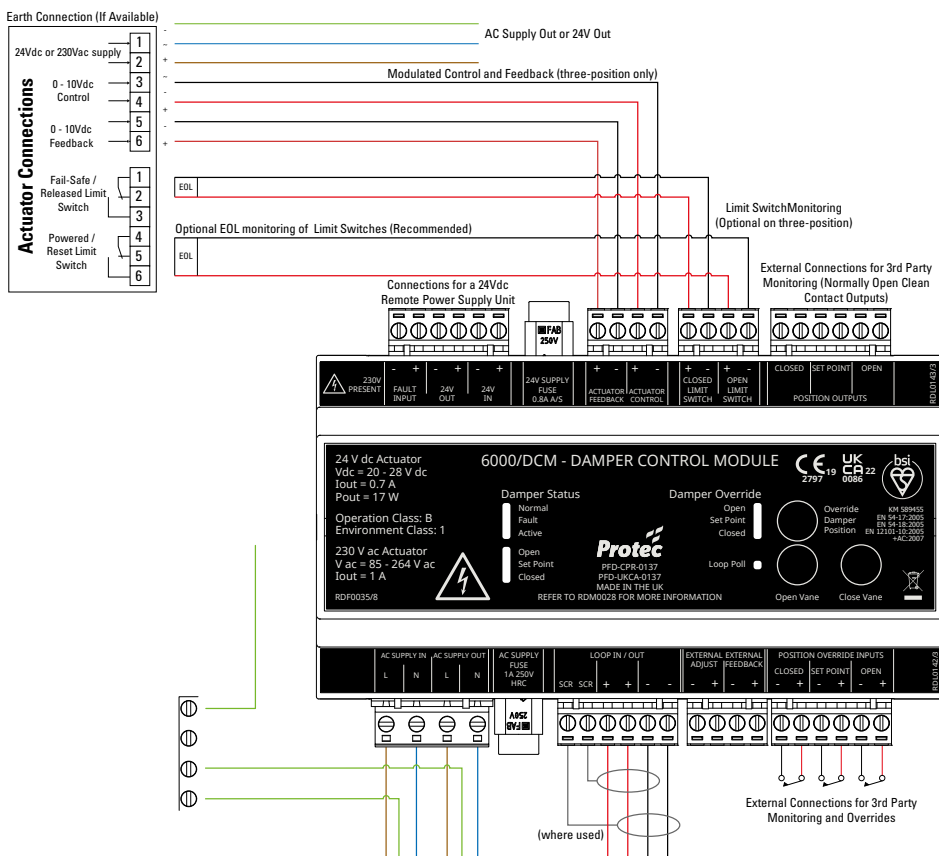 Earth Connection (If Available)
Actuator Connections
24Vdc or 230Vac supply
0 - 10Vdc
Control
0 - 10Vdc
Feedback
1
2
3
4
5
6
-
–
+
–
-
+
-
+
AC Supply Out or 24V Out
Modulated Control and Feedback (three-position only)
Fail-Safe /
Released Limit
Switch
Powered /
Reset Limit
Switch
1
2
3
4
5
6
EOL
EOL
Optional EOL monitoring of Limit Switches (Recommended)
Limit SwitchMonitoring
(Optional on three-position)
Connections for a 24Vdc
Remote Power Supply Unit
External Connections for 3rd Party
Monitoring (Normally Open Clean
Contact Outputs)
FAB
250V
230V
PRESENT
- +
FAULT
INPUT
- +
24V
OUT
- +
24V
IN
24V SUPPLY
FUSE
0.8A A/S
+ -
ACTUATOR
FEEDBACK
+ -
ACTUATOR
CONTROL
+ -
CLOSED
LIMIT
SWITCH
+ -
OPEN
LIMIT
SWITCH
CLOSED SET POINT OPEN
POSITION OUTPUTS
RDL0143/3
24 V dc Actuator
Vdc = 20 - 28 V dc
Iout = 0.7 A
Pout = 17 W
Operation Class: B
Environment Class: 1
230 V ac Actuator
V ac = 85 - 264 V ac
Iout = 1 A
RDF0035/8
6000/DCM - DAMPER CONTROL MODULE
Damper Status
Normal
Fault
Active
Open
Set Point
Closed
Protec
PFD-CPR-0137
PFD-UKCA-0137
MADE IN THE UK
REFER TO RDM0028 FOR MORE INFORMATION
Damper Override
Open
Set Point
Closed
Loop Poll
CE 19
2797
UK
CA 22
0086
bsi
Override
Damper
Position
KM 589455
EN 54-17:2005
EN 54-18:2005
EN 12101-10:2005
+AC:2007
Open Vane
Close Vane
AC SUPPLY IN
L N
AC SUPPLY OUT
L N
AC SUPPLY
FUSE
1A 250V
HRC
LOOP IN / OUT
SCR SCR + + - -
EXTERNAL
ADJUST
- +
EXTERNAL
FEEDBACK
- +
POSITION OVERRIDE INPUTS
CLOSED SET POINT OPEN
- + - + - +
RDL0142/3
FAB
250V
(where used)
External Connections for 3rd Party
Monitoring and Overrides